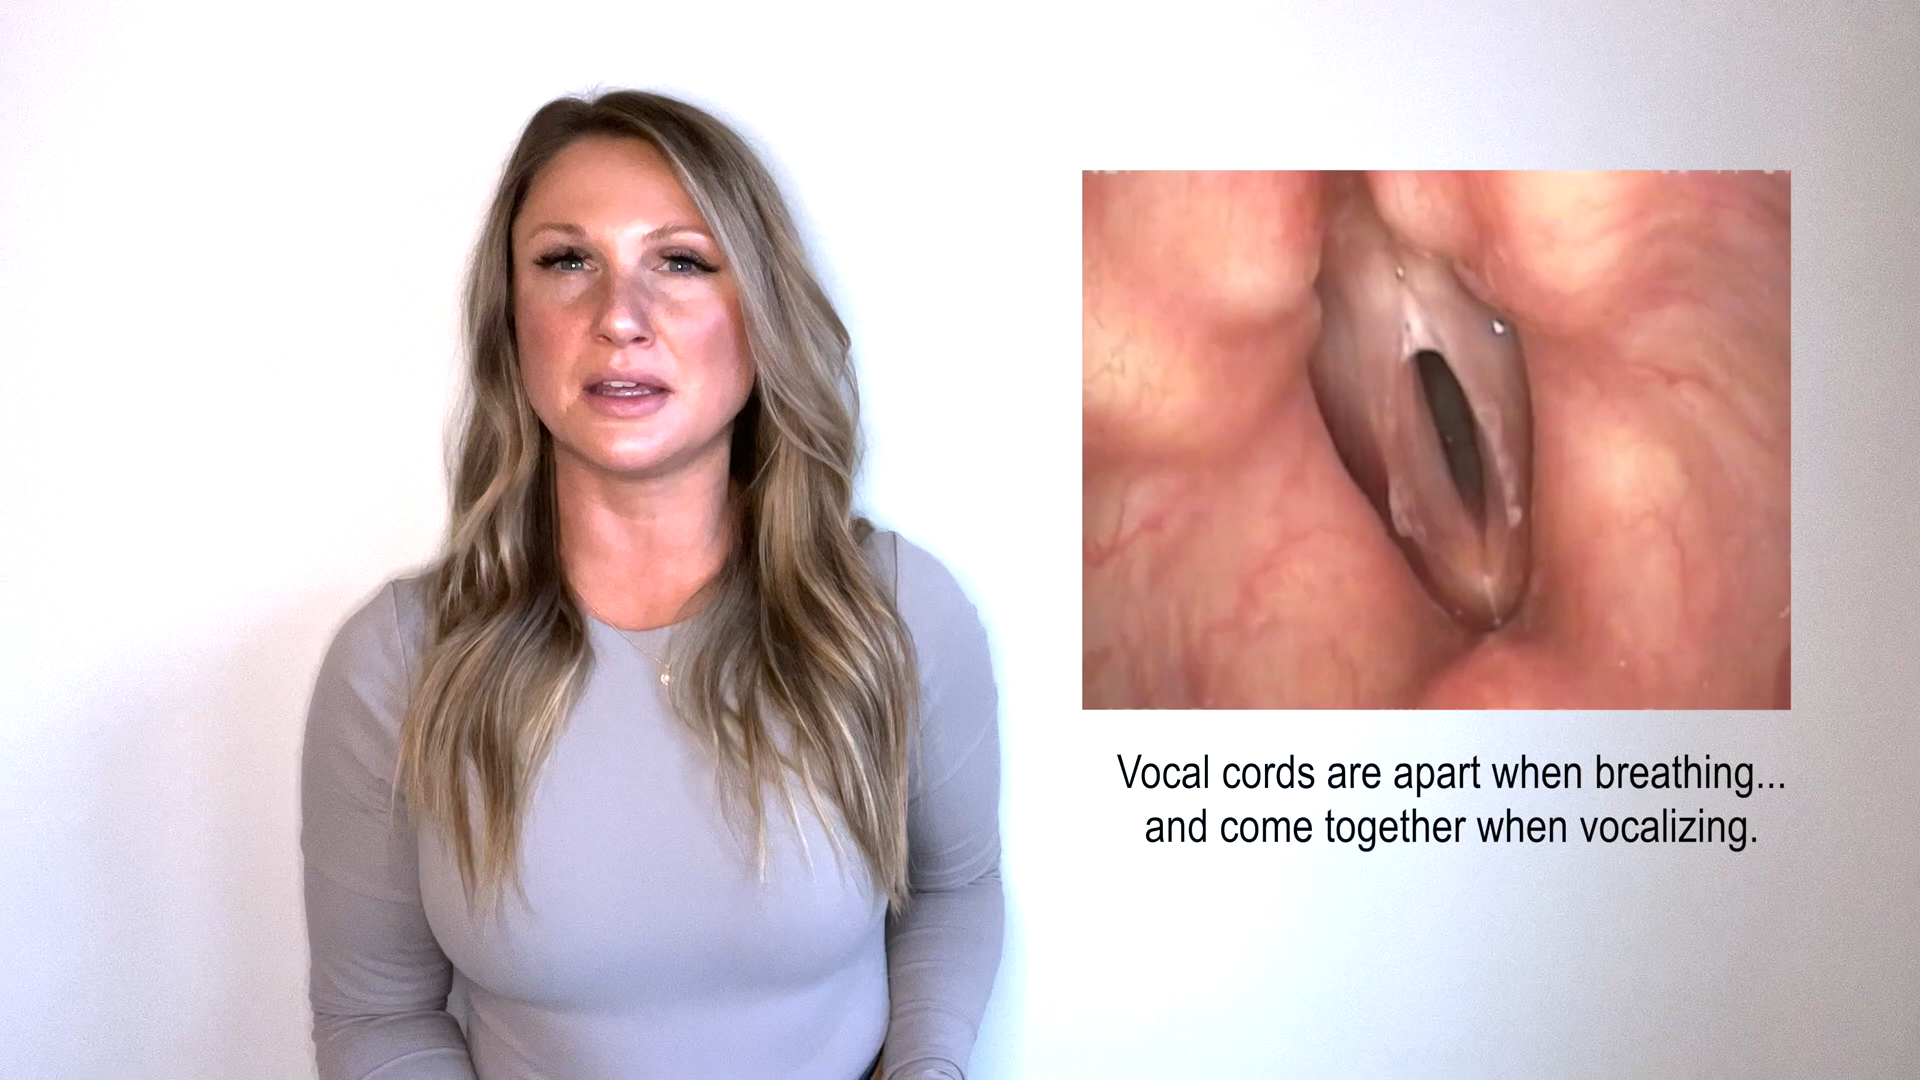 Vocal cords are apart when breathing...
and come together when vocalizing.